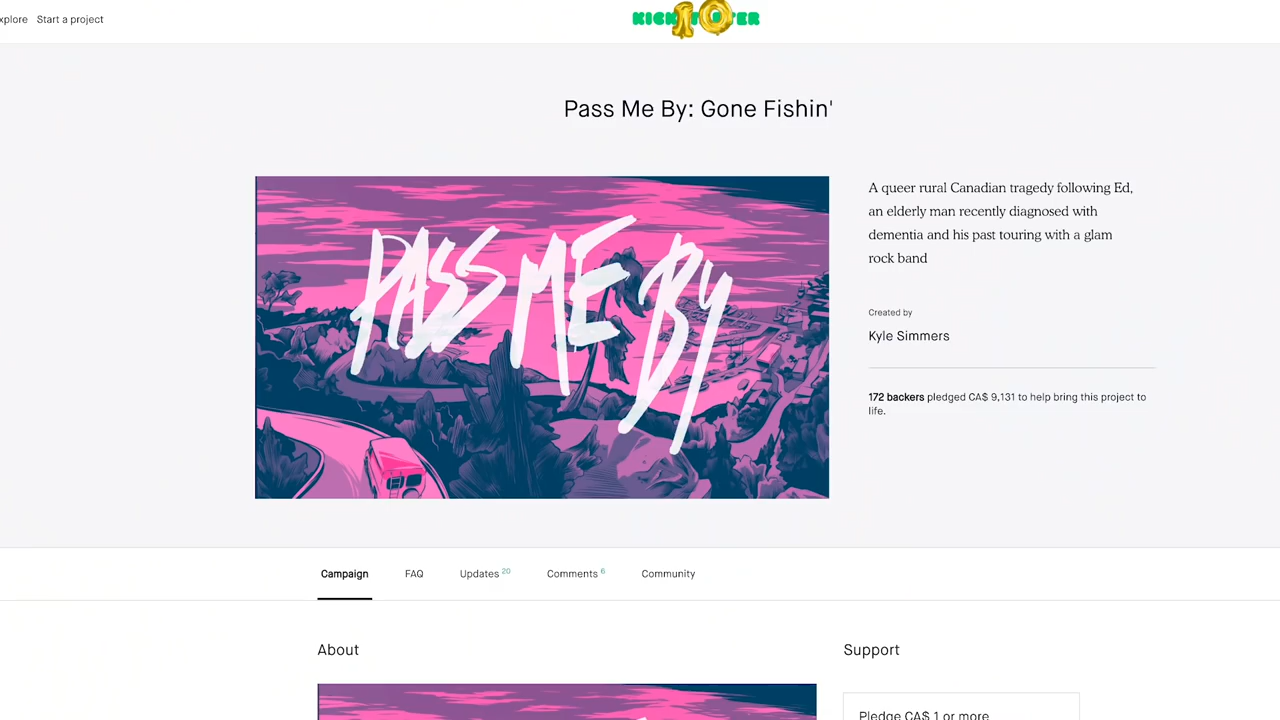 xplore Start a project
KICK10TER
Pass Me By: Gone Fishin'
PASS ME BY
A queer rural Canadian tragedy following Ed,
an elderly man recently diagnosed with
dementia and his past touring with a glam
rock band
Created by
Kyle Simmers
172 backers pledged CA$ 9,131 to help bring this project to
life.
Campaign FAQ Updates 20 Comments 6 Community
About Support
Pledge CA$ 1 or more